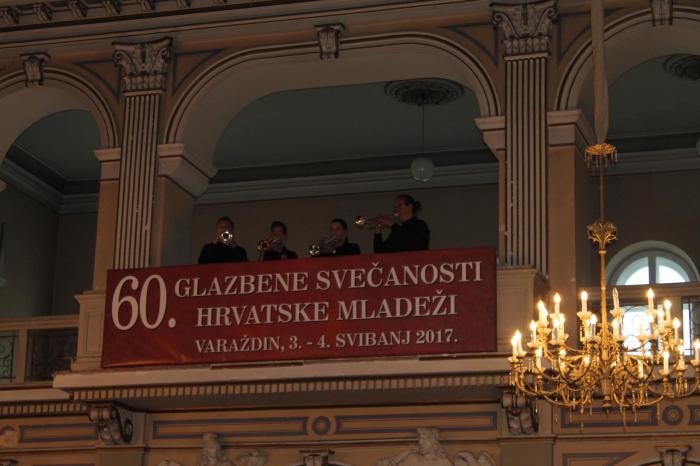 60. GLAZBENE SVEČANOSTI
HRVATSKE MLADEŽI
VARAŽDIN, 3. - 4. SVIBANJ 2017.